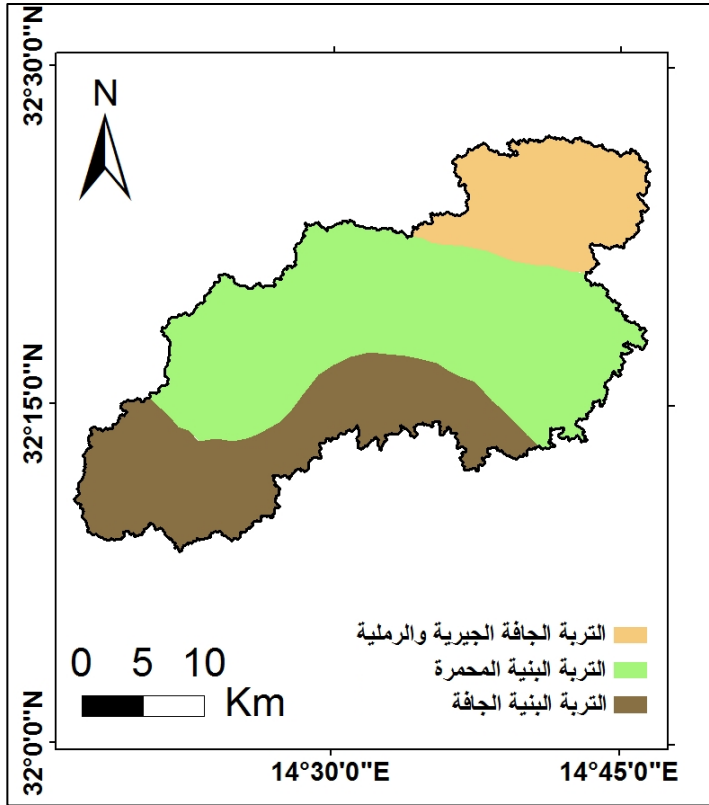 32°30'0"N
N
32°15'0"N
التربة الجافة الجيرية والرملية
التربة البنية المحمرة
التربة البنية الجافة
0 5 10
Km
32°0'0"N
14°30'0"E 14°45'0"E